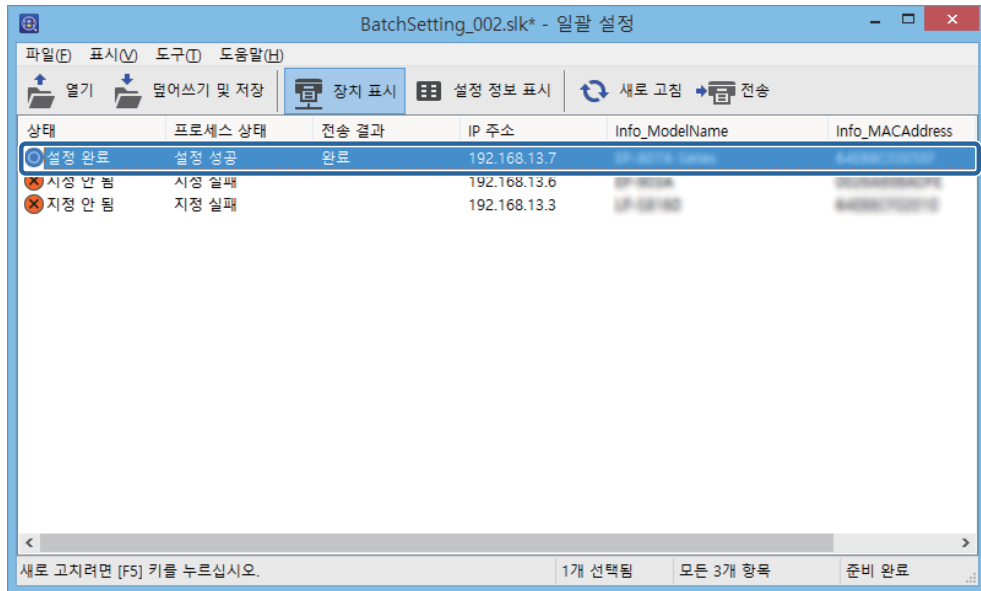 BatchSetting_002.slk* - 일괄 설정
파일(F) 표시(V) 도구(T) 도움말(H)
열기 덮어쓰기 및 저장 장치 표시 설정 정보 표시 새로 고침 전송
상태 프로세스 상태 전송 결과 IP 주소 Info_ModelName Info_MACAddress
설정 완료 설정 성공 완료 192.168.13.7
지정 안 됨 지정 실패 192.168.13.6
지정 안 됨 지정 실패 192.168.13.3
새로 고치려면 [F5] 키를 누르십시오. 1개 선택됨 모든 3개 항목 준비 완료